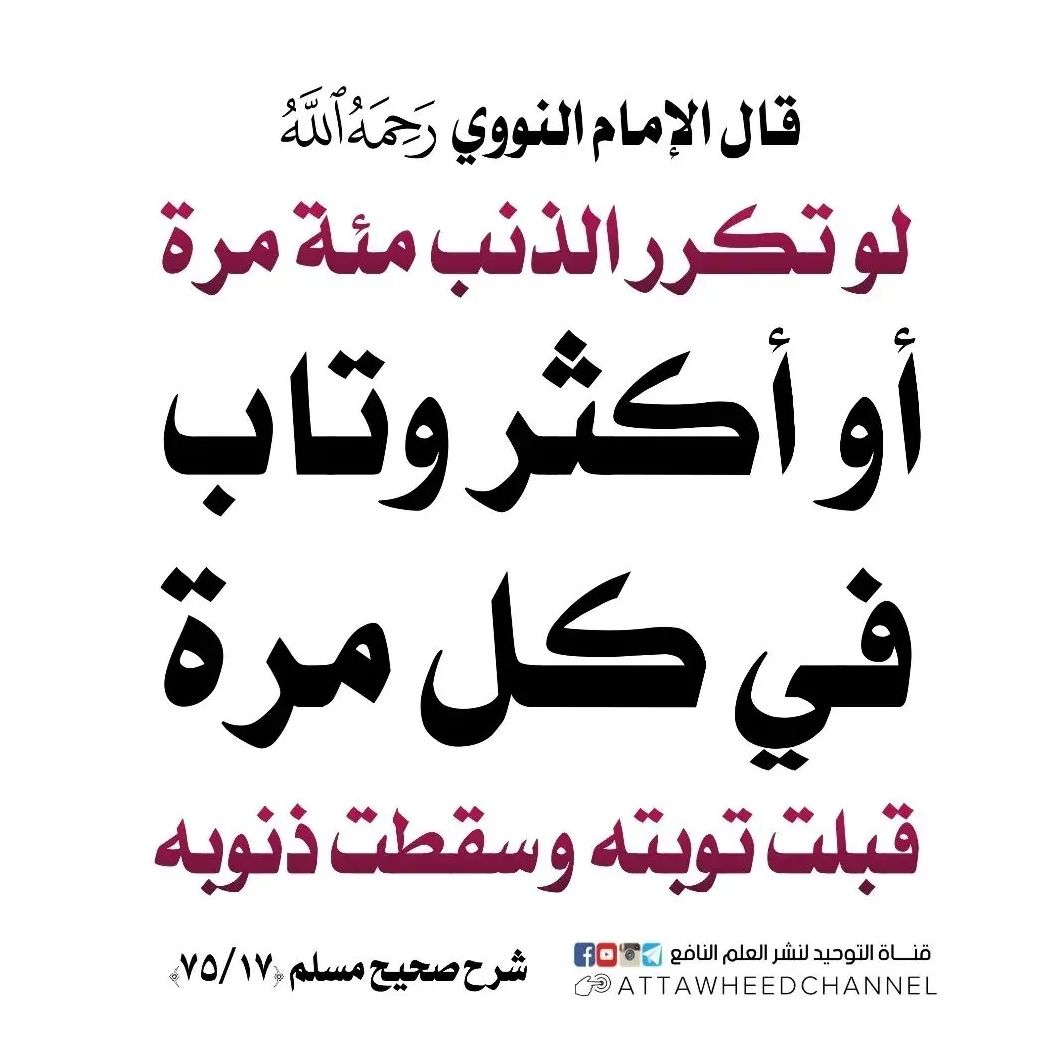 قال الإمام النووي رَحِمَهُ ٱللَّهُ
لو تكرر الذنب مئة مرة
أو أكثر وتاب
في كل مرة
قبلت توبته وسقطت ذنوبه
شرح صحيح مسلم ﴿٧٥/١٧﴾
قناة التوحيد لنشر العلم النافع
ATTAWHEEDCHANNEL